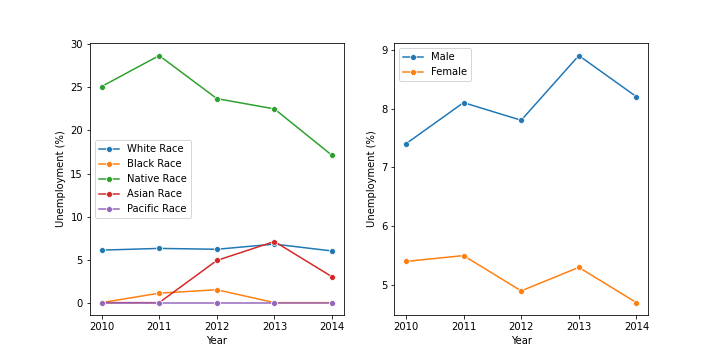 30
25
20
15
10
5
0
Unemployment (%)
White Race
Black Race
Native Race
Asian Race
Pacific Race
2010 2011 2012 2013 2014
Year
9
8
7
6
5
Unemployment (%)
Male
Female
2010 2011 2012 2013 2014
Year